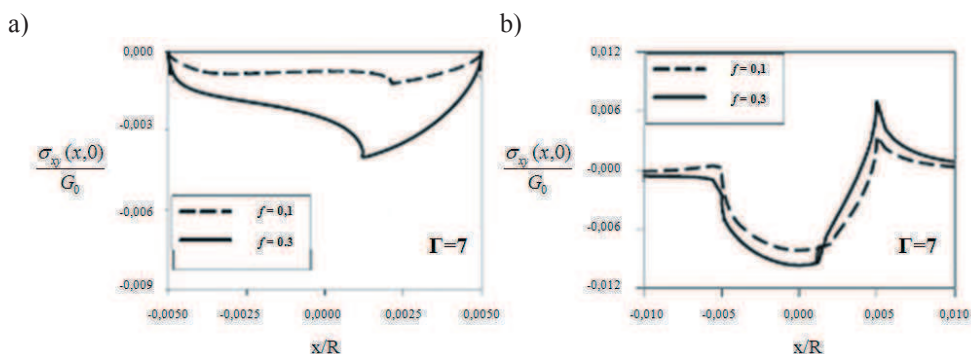 a)
0,000
-0,003
-0,006
-0,009
σxy(x,0)
G0
f = 0,1
f = 0.3
Γ=7
-0,0050 -0,0025 0,0000 0,0025 0,0050
x/R
b)
0,012
0,006
-0,000
-0,006
-0,012
σxy(x,0)
G0
f = 0,1
f = 0,3
Γ=7
-0,010 -0,005 0,000 0,005 0,010
x/R